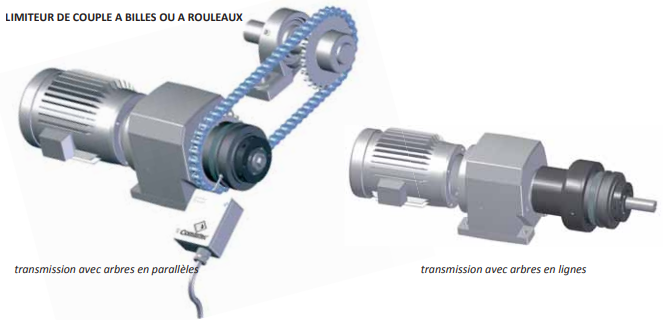 LIMITEUR DE COUPLE A BILLES OU A ROULEAUX
transmission avec arbres en parallèles
transmission avec arbres en lignes